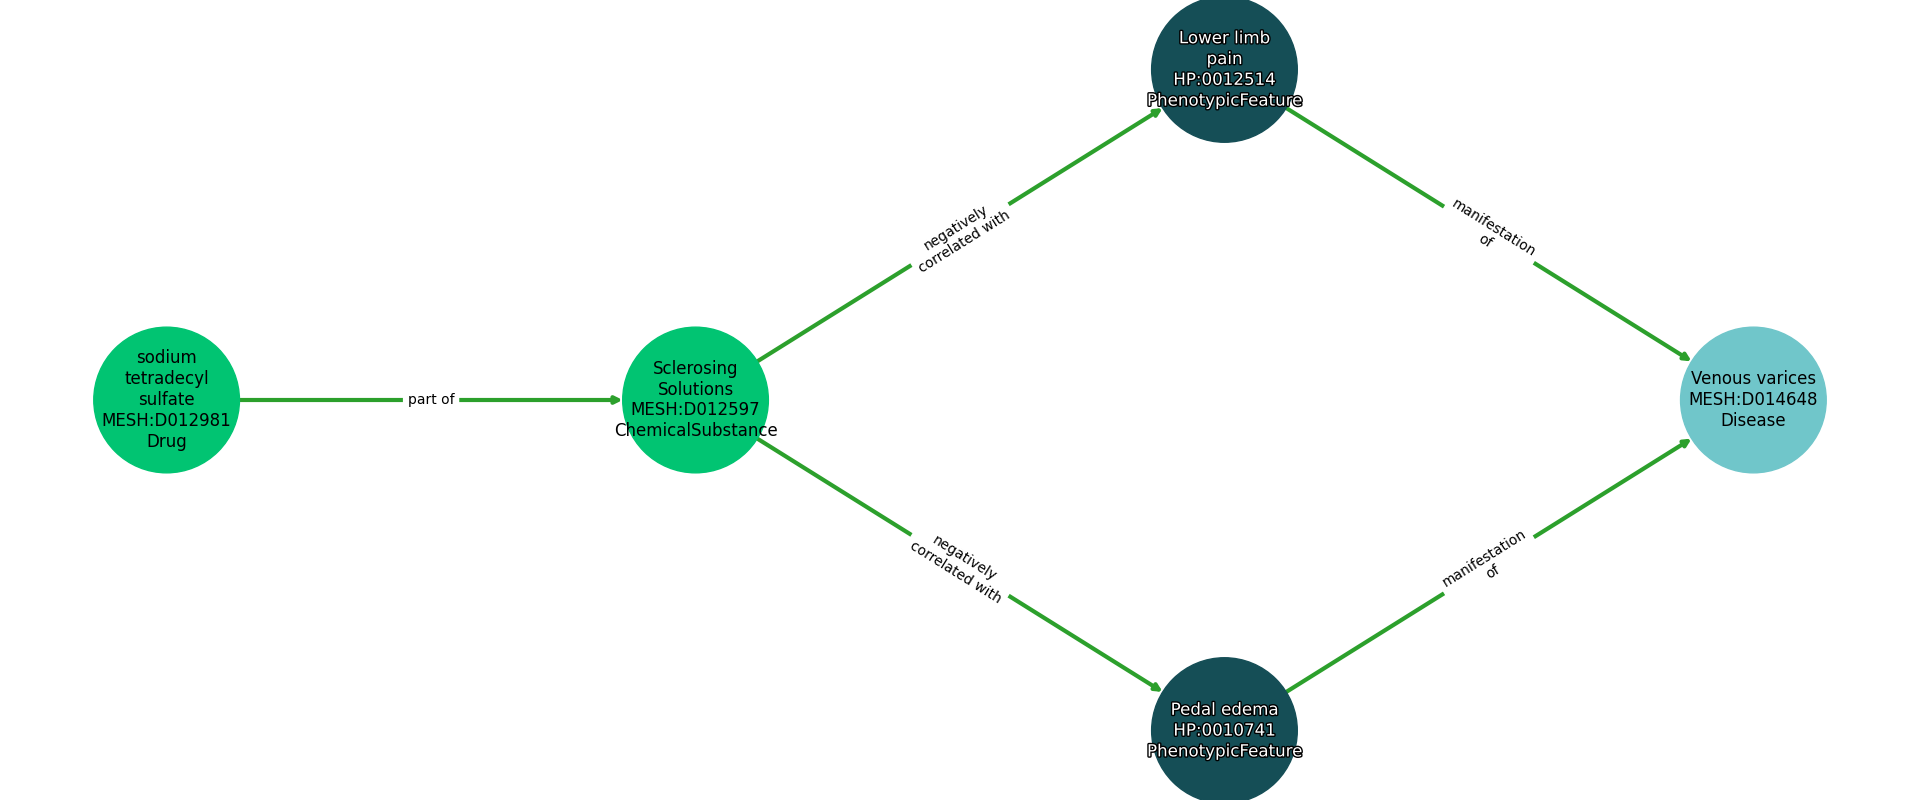 Lower limb
pain
HP:0012514
PhenotypicFeature
negatively
correlated with
manifestation
of
sodium
tetradecyl
sulfate
MESH:D012981
Drug
part of
Sclerosing
Solutions
MESH:D012597
ChemicalSubstance
Venous varices
MESH:D014648
Disease
negatively
correlated with
manifestation
of
Pedal edema
HP:0010741
PhenotypicFeature